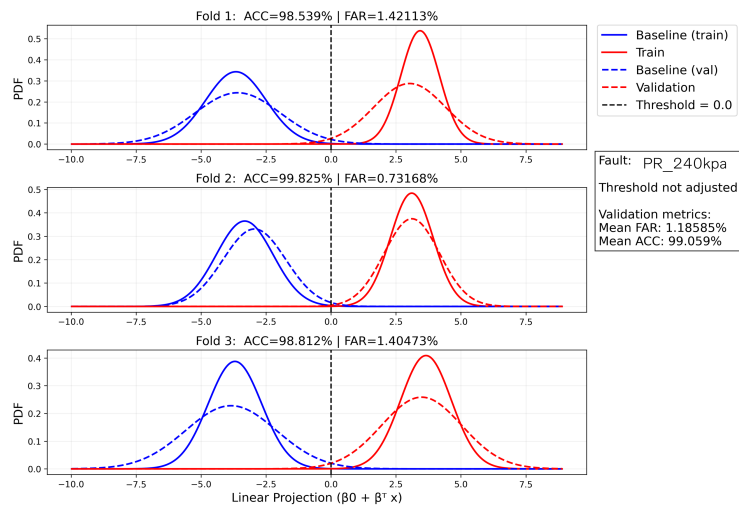 Fold 1:  ACC=98.539% | FAR=1.42113%
PDF
0.5
0.4
0.3
0.2
0.1
0.0
−10.0 −7.5 −5.0 −2.5 0.0 2.5 5.0 7.5
Baseline (train)
Train
Baseline (val)
Validation
Threshold = 0.0
Fault: PR_240kpa
Threshold not adjusted
Validation metrics:
Mean FAR: 1.18585%
Mean ACC: 99.059%
Fold 2:  ACC=99.825% | FAR=0.73168%
PDF
0.5
0.4
0.3
0.2
0.1
0.0
−10.0 −7.5 −5.0 −2.5 0.0 2.5 5.0 7.5
Fold 3:  ACC=98.812% | FAR=1.40473%
PDF
0.4
0.3
0.2
0.1
0.0
−10.0 −7.5 −5.0 −2.5 0.0 2.5 5.0 7.5
Linear Projection (β0 + βᵀ x)